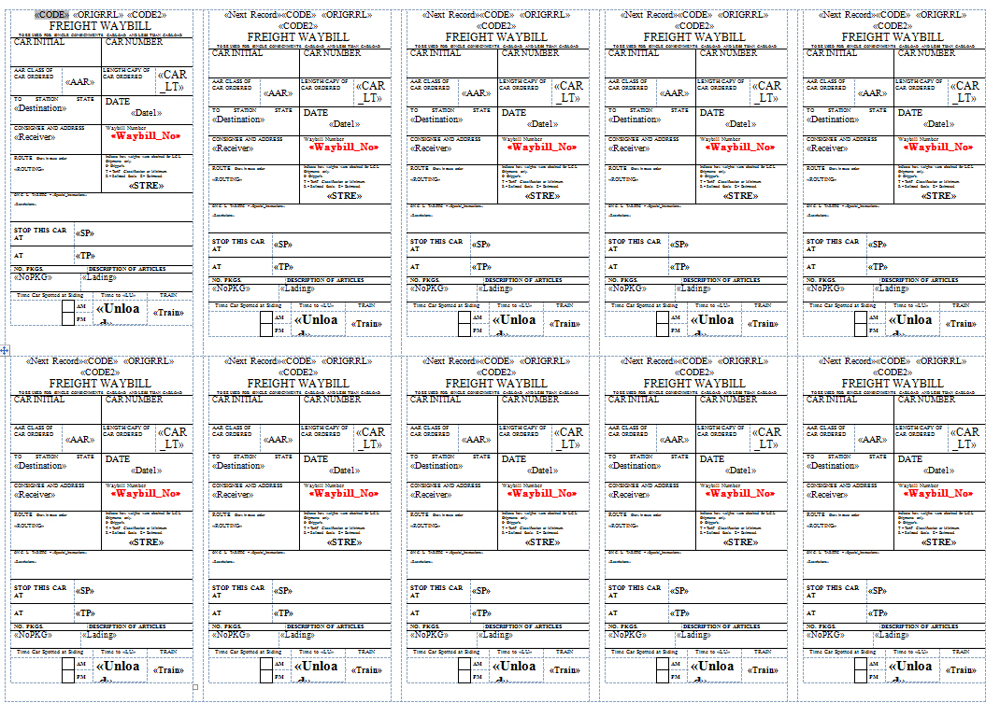 «CODE» «ORIGRRL» «CODE2»
FREIGHT WAYBILL
TO BE USED FOR SINGLE CONSIGNMENTS CARLOAD AND LESS THAN CARLOAD
CAR INITIAL CAR NUMBER
AAR CLASS OF CAR ORDERED «AAR» LENGTH/CAPY OF CAR ORDERED «CAR_LT»
TO STATION STATE DATE
«Destination» «Date1»
CONSIGNEE AND ADDRESS Waybill Number
«Receiver» «Waybill_No»
ROUTE
«ROUTING»
«STRE»
STOP THIS CAR AT «SP»
AT «TP»
NO. PKGS. DESCRIPTION OF ARTICLES
«NoPKG» «Lading»
Time Car Spotted at Siding Time to «LU» TRAIN
AM «Unloa
PM d» «Train»
«Next Record»«CODE» «ORIGRRL»
«CODE2»
FREIGHT WAYBILL
TO BE USED FOR SINGLE CONSIGNMENTS CARLOAD AND LESS THAN CARLOAD
CAR INITIAL CAR NUMBER
AAR CLASS OF CAR ORDERED «AAR» LENGTH/CAPY OF CAR ORDERED «CAR_LT»
TO STATION STATE DATE
«Destination» «Date1»
CONSIGNEE AND ADDRESS Waybill Number
«Receiver» «Waybill_No»
ROUTE
«ROUTING»
«STRE»
STOP THIS CAR AT «SP»
AT «TP»
NO. PKGS. DESCRIPTION OF ARTICLES
«NoPKG» «Lading»
Time Car Spotted at Siding Time to «LU» TRAIN
AM «Unloa
PM d» «Train»
«Next Record»«CODE» «ORIGRRL»
«CODE2»
FREIGHT WAYBILL
TO BE USED FOR SINGLE CONSIGNMENTS CARLOAD AND LESS THAN CARLOAD
CAR INITIAL CAR NUMBER
AAR CLASS OF CAR ORDERED «AAR» LENGTH/CAPY OF CAR ORDERED «CAR_LT»
TO STATION STATE DATE
«Destination» «Date1»
CONSIGNEE AND ADDRESS Waybill Number
«Receiver» «Waybill_No»
ROUTE
«ROUTING»
«STRE»
STOP THIS CAR AT «SP»
AT «TP»
NO. PKGS. DESCRIPTION OF ARTICLES
«NoPKG» «Lading»
Time Car Spotted at Siding Time to «LU» TRAIN
AM «Unloa
PM d» «Train»
«Next Record»«CODE» «ORIGRRL»
«CODE2»
FREIGHT WAYBILL
TO BE USED FOR SINGLE CONSIGNMENTS CARLOAD AND LESS THAN CARLOAD
CAR INITIAL CAR NUMBER
AAR CLASS OF CAR ORDERED «AAR» LENGTH/CAPY OF CAR ORDERED «CAR_LT»
TO STATION STATE DATE
«Destination» «Date1»
CONSIGNEE AND ADDRESS Waybill Number
«Receiver» «Waybill_No»
ROUTE
«ROUTING»
«STRE»
STOP THIS CAR AT «SP»
AT «TP»
NO. PKGS. DESCRIPTION OF ARTICLES
«NoPKG» «Lading»
Time Car Spotted at Siding Time to «LU» TRAIN
AM «Unloa
PM d» «Train»
«Next Record»«CODE» «ORIGRRL»
«CODE2»
FREIGHT WAYBILL
TO BE USED FOR SINGLE CONSIGNMENTS CARLOAD AND LESS THAN CARLOAD
CAR INITIAL CAR NUMBER
AAR CLASS OF CAR ORDERED «AAR» LENGTH/CAPY OF CAR ORDERED «CAR_LT»
TO STATION STATE DATE
«Destination» «Date1»
CONSIGNEE AND ADDRESS Waybill Number
«Receiver» «Waybill_No»
ROUTE
«ROUTING»
«STRE»
STOP THIS CAR AT «SP»
AT «TP»
NO. PKGS. DESCRIPTION OF ARTICLES
«NoPKG» «Lading»
Time Car Spotted at Siding Time to «LU» TRAIN
AM «Unloa
PM d» «Train»
«Next Record»«CODE» «ORIGRRL»
«CODE2»
FREIGHT WAYBILL
TO BE USED FOR SINGLE CONSIGNMENTS CARLOAD AND LESS THAN CARLOAD
CAR INITIAL CAR NUMBER
AAR CLASS OF CAR ORDERED «AAR» LENGTH/CAPY OF CAR ORDERED «CAR_LT»
TO STATION STATE DATE
«Destination» «Date1»
CONSIGNEE AND ADDRESS Waybill Number
«Receiver» «Waybill_No»
ROUTE
«ROUTING»
«STRE»
STOP THIS CAR AT «SP»
AT «TP»
NO. PKGS. DESCRIPTION OF ARTICLES
«NoPKG» «Lading»
Time Car Spotted at Siding Time to «LU» TRAIN
AM «Unloa
PM d» «Train»
«Next Record»«CODE» «ORIGRRL»
«CODE2»
FREIGHT WAYBILL
TO BE USED FOR SINGLE CONSIGNMENTS CARLOAD AND LESS THAN CARLOAD
CAR INITIAL CAR NUMBER
AAR CLASS OF CAR ORDERED «AAR» LENGTH/CAPY OF CAR ORDERED «CAR_LT»
TO STATION STATE DATE
«Destination» «Date1»
CONSIGNEE AND ADDRESS Waybill Number
«Receiver» «Waybill_No»
ROUTE
«ROUTING»
«STRE»
STOP THIS CAR AT «SP»
AT «TP»
NO. PKGS. DESCRIPTION OF ARTICLES
«NoPKG» «Lading»
Time Car Spotted at Siding Time to «LU» TRAIN
AM «Unloa
PM d» «Train»
«Next Record»«CODE» «ORIGRRL»
«CODE2»
FREIGHT WAYBILL
TO BE USED FOR SINGLE CONSIGNMENTS CARLOAD AND LESS THAN CARLOAD
CAR INITIAL CAR NUMBER
AAR CLASS OF CAR ORDERED «AAR» LENGTH/CAPY OF CAR ORDERED «CAR_LT»
TO STATION STATE DATE
«Destination» «Date1»
CONSIGNEE AND ADDRESS Waybill Number
«Receiver» «Waybill_No»
ROUTE
«ROUTING»
«STRE»
STOP THIS CAR AT «SP»
AT «TP»
NO. PKGS. DESCRIPTION OF ARTICLES
«NoPKG» «Lading»
Time Car Spotted at Siding Time to «LU» TRAIN
AM «Unloa
PM d» «Train»
«Next Record»«CODE» «ORIGRRL»
«CODE2»
FREIGHT WAYBILL
TO BE USED FOR SINGLE CONSIGNMENTS CARLOAD AND LESS THAN CARLOAD
CAR INITIAL CAR NUMBER
AAR CLASS OF CAR ORDERED «AAR» LENGTH/CAPY OF CAR ORDERED «CAR_LT»
TO STATION STATE DATE
«Destination» «Date1»
CONSIGNEE AND ADDRESS Waybill Number
«Receiver» «Waybill_No»
ROUTE
«ROUTING»
«STRE»
STOP THIS CAR AT «SP»
AT «TP»
NO. PKGS. DESCRIPTION OF ARTICLES
«NoPKG» «Lading»
Time Car Spotted at Siding Time to «LU» TRAIN
AM «Unloa
PM d» «Train»
«Next Record»«CODE» «ORIGRRL»
«CODE2»
FREIGHT WAYBILL
TO BE USED FOR SINGLE CONSIGNMENTS CARLOAD AND LESS THAN CARLOAD
CAR INITIAL CAR NUMBER
AAR CLASS OF CAR ORDERED «AAR» LENGTH/CAPY OF CAR ORDERED «CAR_LT»
TO STATION STATE DATE
«Destination» «Date1»
CONSIGNEE AND ADDRESS Waybill Number
«Receiver» «Waybill_No»
ROUTE
«ROUTING»
«STRE»
STOP THIS CAR AT «SP»
AT «TP»
NO. PKGS. DESCRIPTION OF ARTICLES
«NoPKG» «Lading»
Time Car Spotted at Siding Time to «LU» TRAIN
AM «Unloa
PM d» «Train»